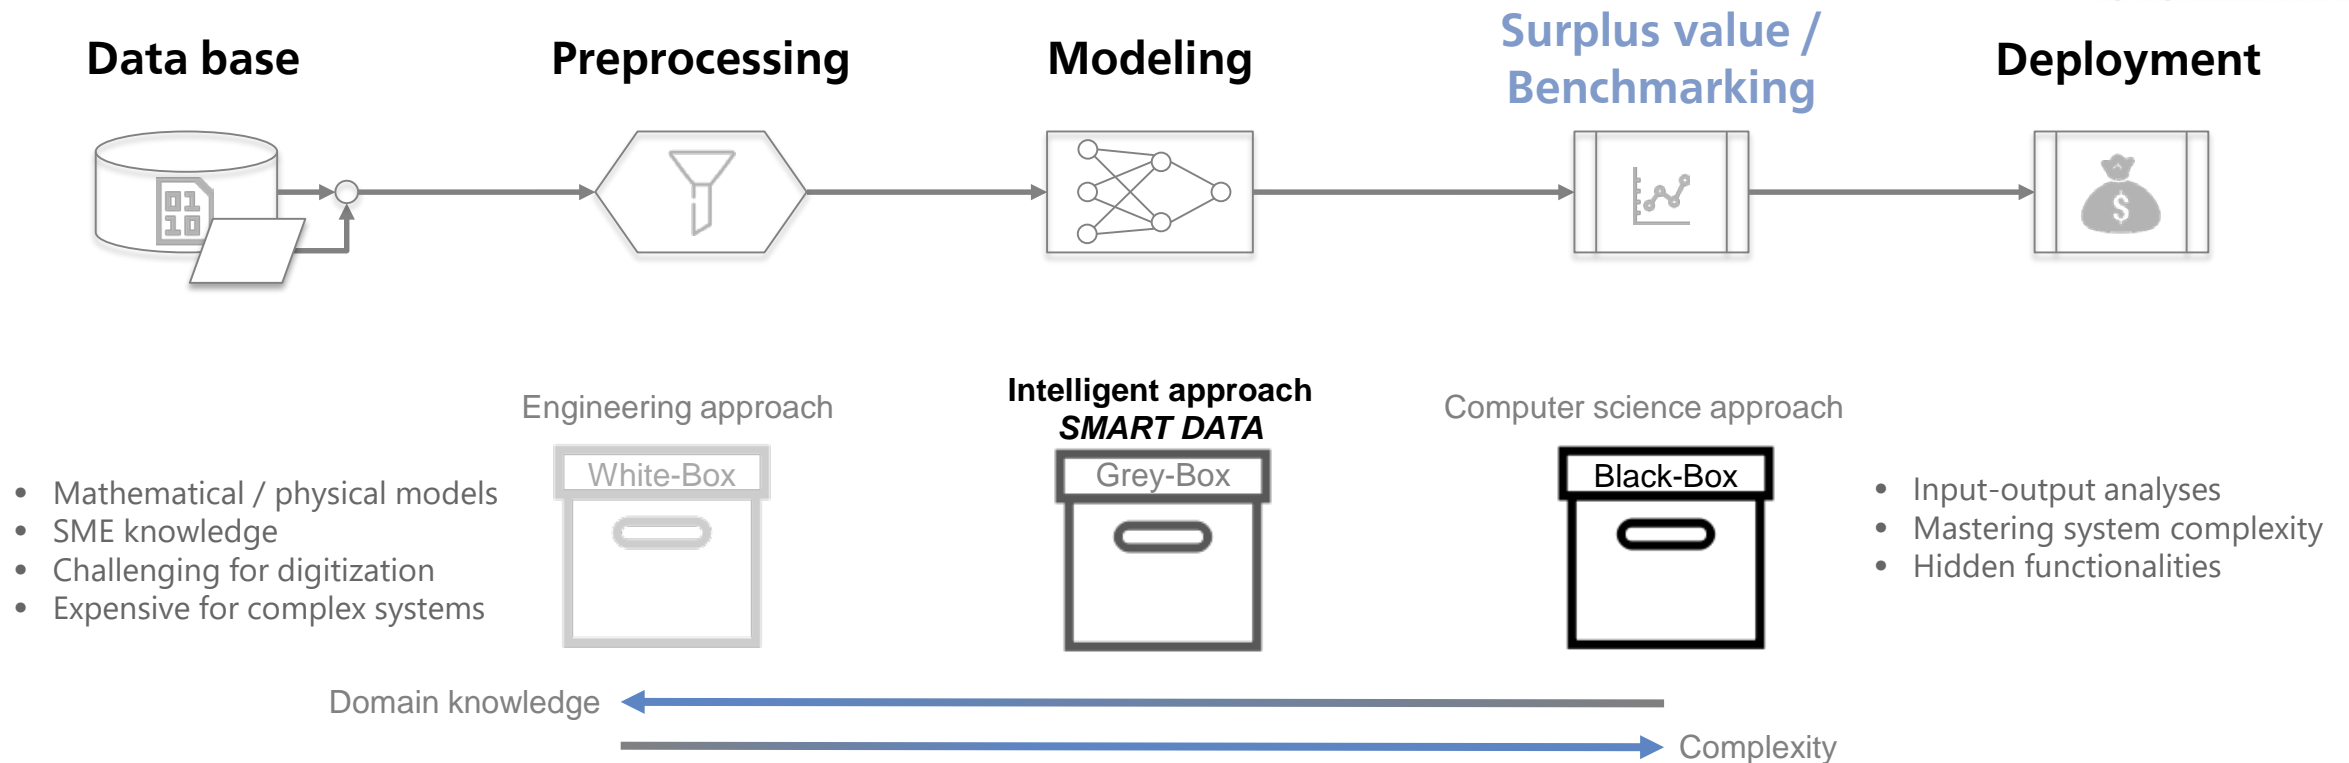 Data base
Preprocessing
Modeling
Surplus value /
Benchmarking
Deployment
01
10
$
Engineering approach
Intelligent approach
SMART DATA
Computer science approach
White-Box
Grey-Box
Black-Box
• Mathematical / physical models
• SME knowledge
• Challenging for digitization
• Expensive for complex systems
• Input-output analyses
• Mastering system complexity
• Hidden functionalities
Domain knowledge
Complexity